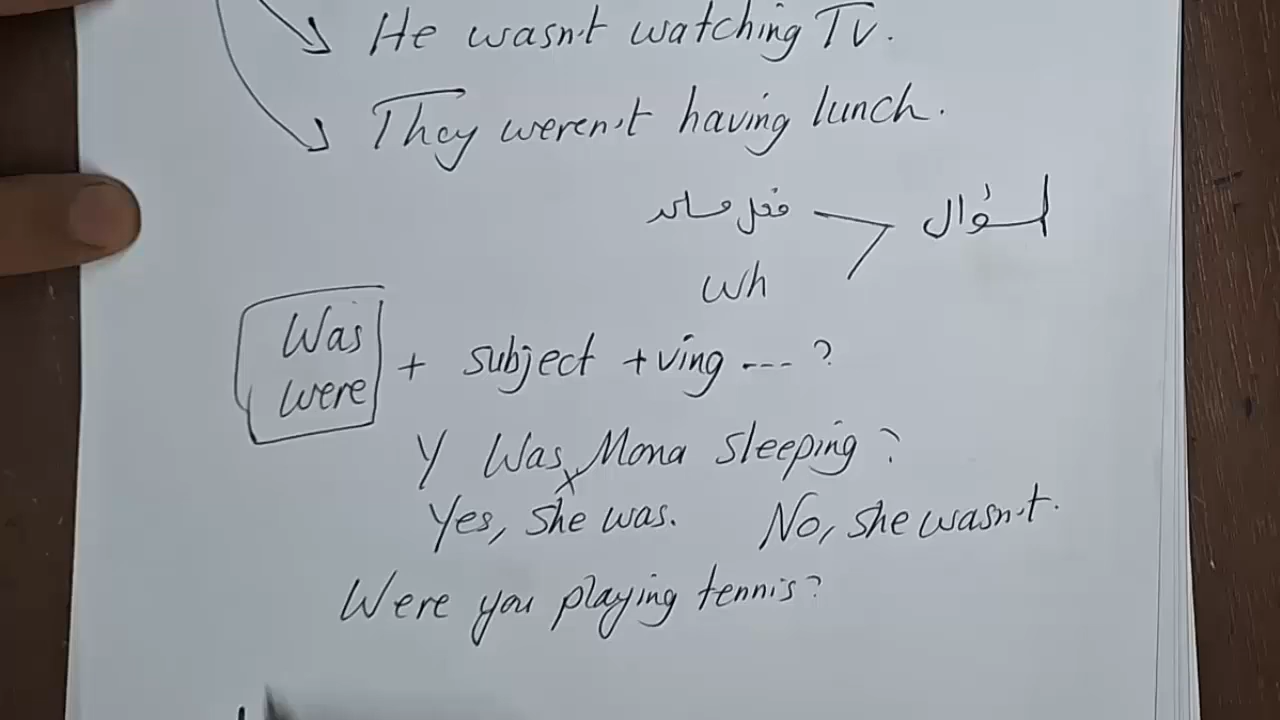 He wasn't watching TV.
They weren't having lunch.
السؤال
فعل مساعد
Wh
Was
were + subject + ving ---- ?
Y Was Mona sleeping ?
x
Yes, she was. No, she wasn't.
Were you playing tennis?